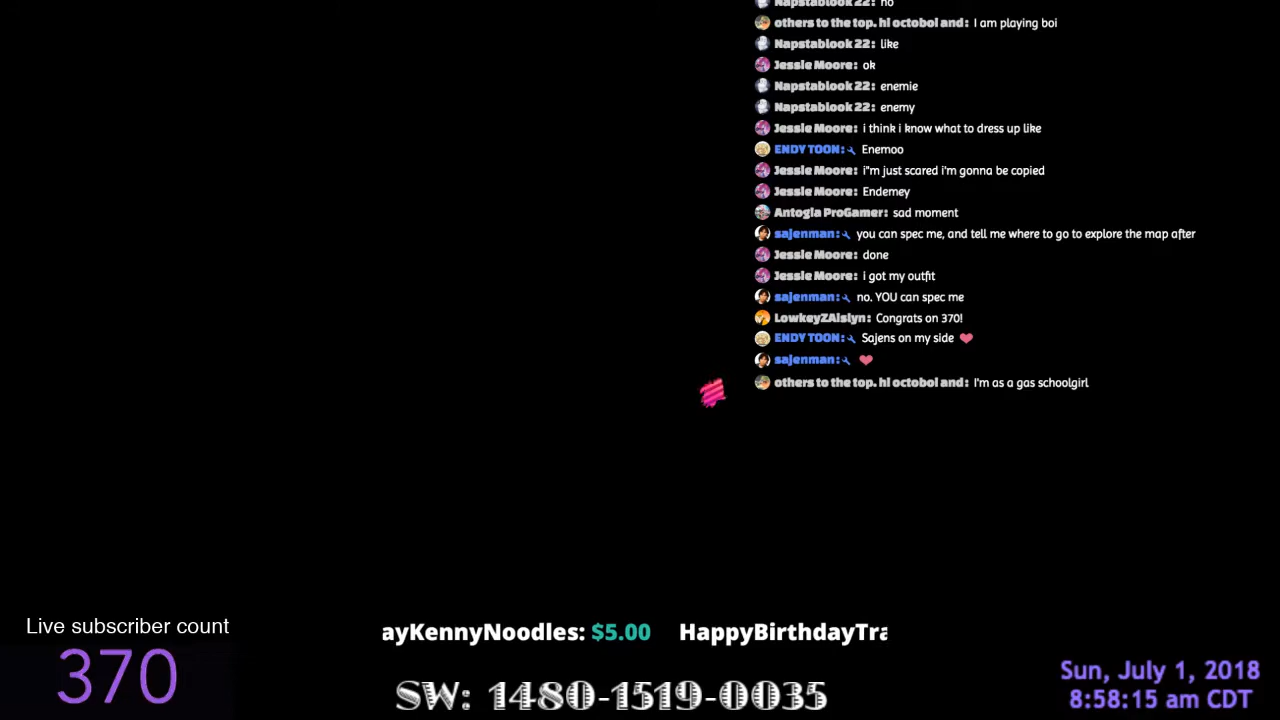 Napstablook 22: no
others to the top. hi octobol and: I am playing boi
Napstablook 22: like
Jessie Moore: ok
Napstablook 22: enemie
Napstablook 22: enemy
Jessie Moore: i think i know what to dress up like
ENDY TOON: Enemoo
Jessie Moore: i"m just scared i'm gonna be copied
Jessie Moore: Endemey
Antogia ProGamer: sad moment
sajenman: you can spec me, and tell me where to go to explore the map after
Jessie Moore: done
Jessie Moore: i got my outfit
sajenman: no. YOU can spec me
LowkeyZAislyn: Congrats on 370!
ENDY TOON: Sajens on my side ❤
sajenman: ❤
others to the top. hi octobol and: I'm as a gas schoolgirl
Live subscriber count
370
ayKennyNoodles: $5.00 HappyBirthdayTra
SW: 1480-1519-0035
Sun, July 1, 2018
8:58:15 am CDT